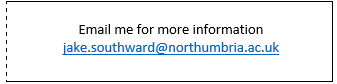 Email me for more information
jake.southward@northumbria.ac.uk